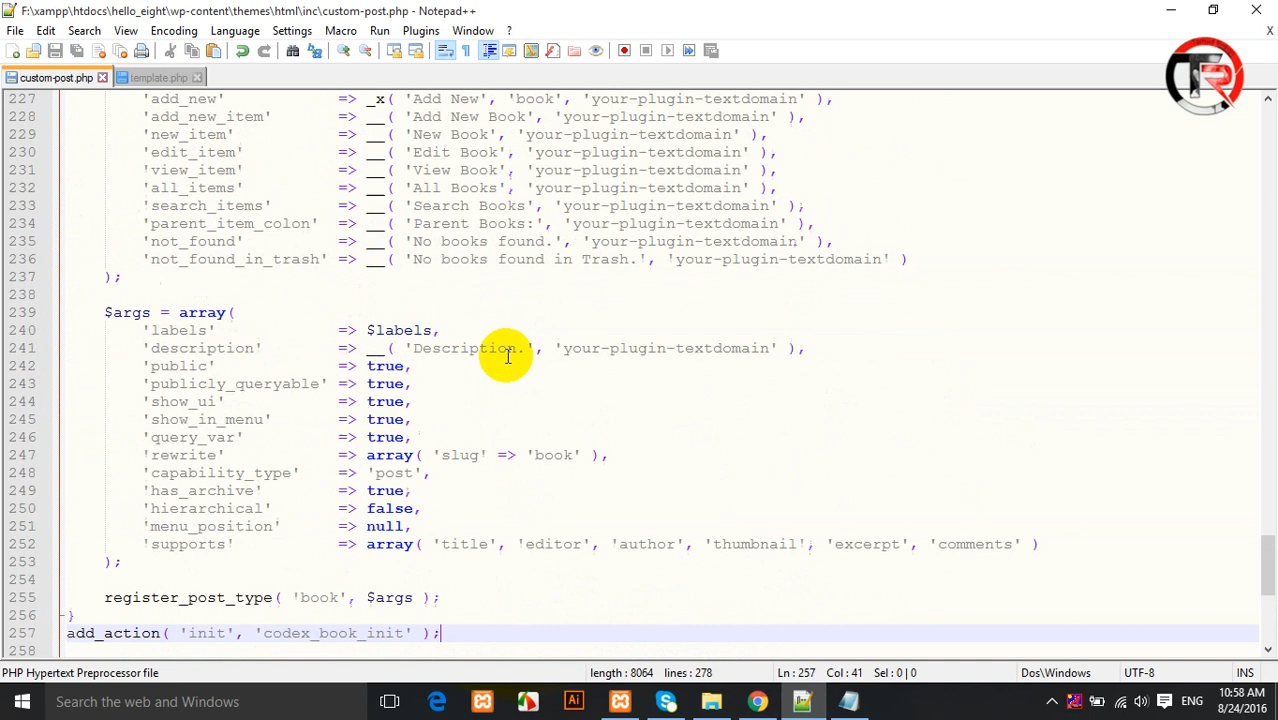 F:\xampp\htdocs\hello_eight\wp-content\themes\html\inc\custom-post.php - Notepad++
File Edit Search View Encoding Language Settings Macro Run Plugins Window ? X
custom-post.php template.php
TR
227 'add_new' => _x( 'Add New', 'book', 'your-plugin-textdomain' ),
228 'add_new_item' => __( 'Add New Book', 'your-plugin-textdomain' ),
229 'new_item' => __( 'New Book', 'your-plugin-textdomain' ),
230 'edit_item' => __( 'Edit Book', 'your-plugin-textdomain' ),
231 'view_item' => __( 'View Book', 'your-plugin-textdomain' ),
232 'all_items' => __( 'All Books', 'your-plugin-textdomain' ),
233 'search_items' => __( 'Search Books', 'your-plugin-textdomain' ),
234 'parent_item_colon' => __( 'Parent Books:', 'your-plugin-textdomain' ),
235 'not_found' => __( 'No books found.', 'your-plugin-textdomain' ),
236 'not_found_in_trash' => __( 'No books found in Trash.', 'your-plugin-textdomain' )
237 );
238
239 $args = array(
240 'labels' => $labels,
241 'description' => __( 'Description.', 'your-plugin-textdomain' ),
242 'public' => true,
243 'publicly_queryable' => true,
244 'show_ui' => true,
245 'show_in_menu' => true,
246 'query_var' => true,
247 'rewrite' => array( 'slug' => 'book' ),
248 'capability_type' => 'post',
249 'has_archive' => true,
250 'hierarchical' => false,
251 'menu_position' => null,
252 'supports' => array( 'title', 'editor', 'author', 'thumbnail', 'excerpt', 'comments' )
253 );
254
255 register_post_type( 'book', $args );
256 }
257 add_action( 'init', 'codex_book_init' );
258
PHP Hypertext Preprocessor file length : 8064 lines : 278 Ln : 257 Col : 41 Sel : 0 | 0 Dos\Windows UTF-8 INS
Search the web and Windows Ai ENG 10:58 AM
8/24/2016